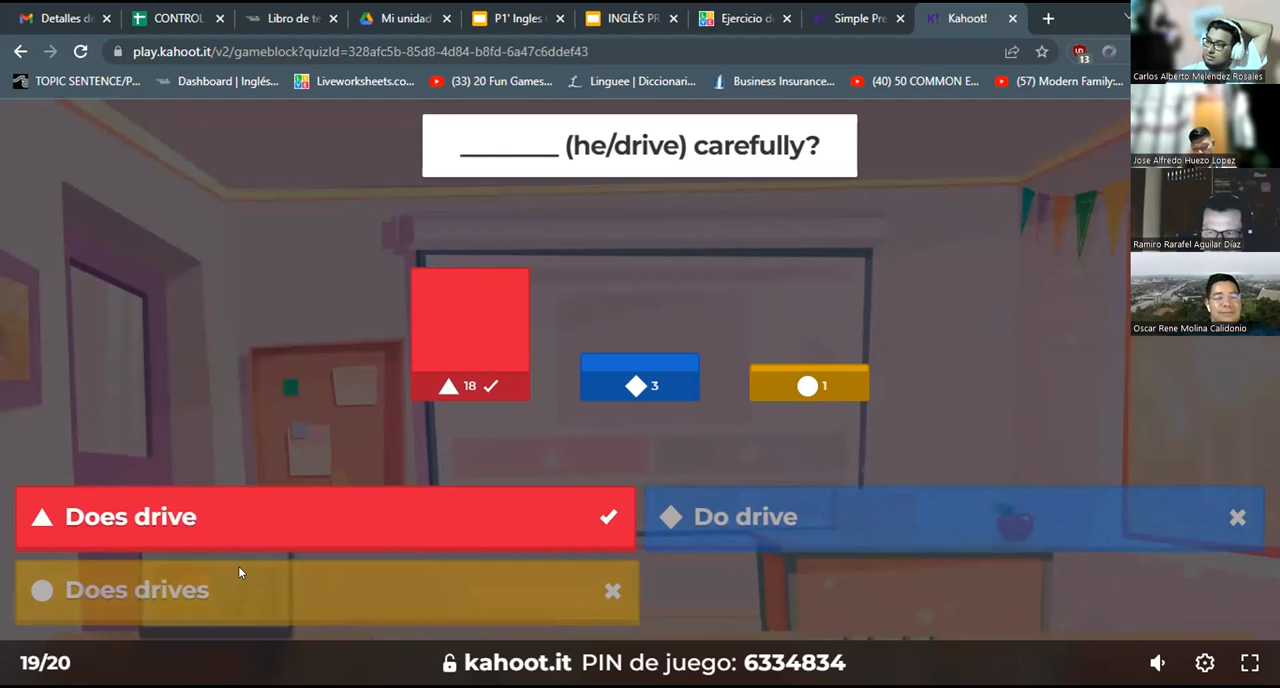 Detalles de
CONTROL
Libro de te
Mi unidad
P1' Ingles
INGLÉS PR
Ejercicio d
Simple Pre
Kahoot!
play.kahoot.it/v2/gameblock?quizId=328afc5b-85d8-4d84-b8fd-6a47c6ddef43
13
TOPIC SENTENCE/P...
Dashboard | Inglés...
Liveworksheets.co...
(33) 20 Fun Games...
Linguee | Diccionari...
Business Insurance...
(40) 50 COMMON E...
(57) Modern Family:...
Carlos Alberto Melendez Rosales
Jose Alfredo Huezo Lopez
Ramiro Rarafel Aguilar Díaz
Oscar Rene Molina Calidonio
_______ (he/drive) carefully?
18
3
1
Does drive
Do drive
Does drives
19/20
kahoot.it PIN de juego: 6334834